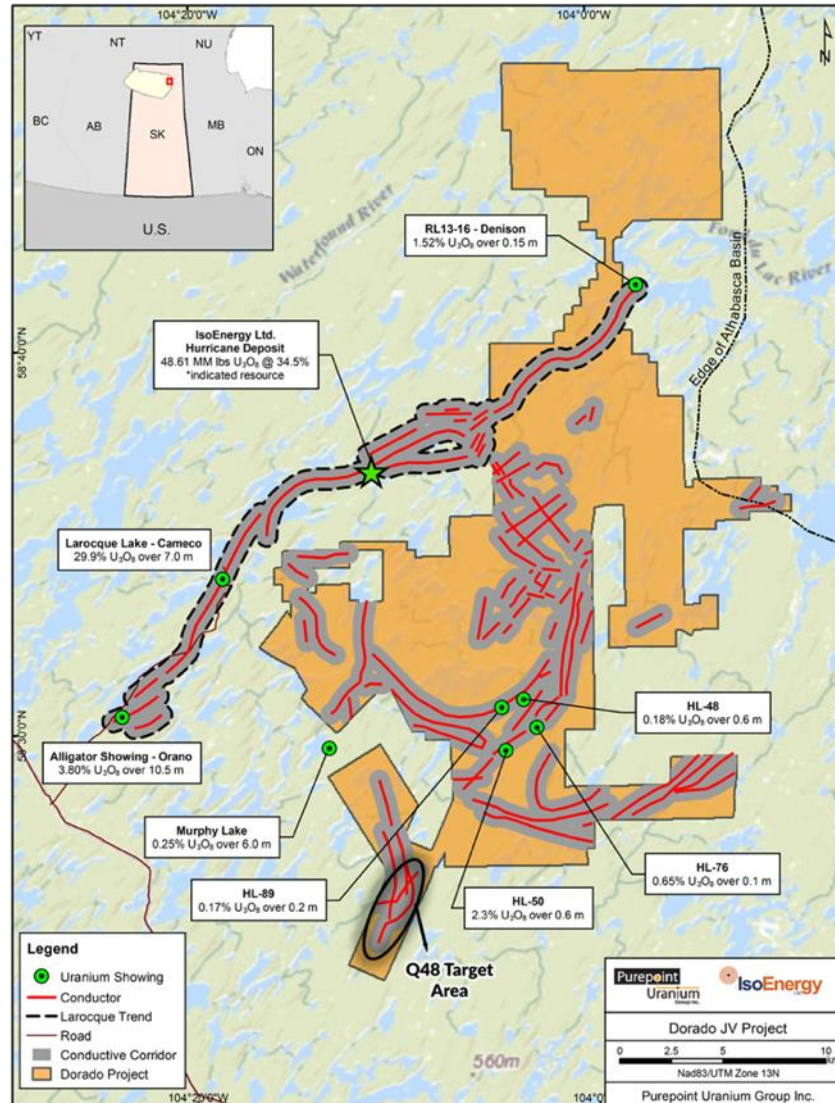 104°20'0"W
104°0'0"W
YT
NT
NU
BC
AB
SK
MB
ON
U.S.
N
Waterfound River
Fond du Lac River
RL13-16 - Denison
1.52% U₃O₈ over 0.15 m
Edge of Athabasca Basin
58°40'0"N
IsoEnergy Ltd.
Hurricane Deposit
48.61 MM lbs U₃O₈ @ 34.5%
*indicated resource
Larocque Lake - Cameco
29.9% U₃O₈ over 7.0 m
58°30'0"N
HL-48
0.18% U₃O₈ over 0.6 m
Alligator Showing - Orano
3.80% U₃O₈ over 10.5 m
Murphy Lake
0.25% U₃O₈ over 6.0 m
HL-76
0.65% U₃O₈ over 0.1 m
HL-89
0.17% U₃O₈ over 0.2 m
HL-50
2.3% U₃O₈ over 0.6 m
Q48 Target
Area
Legend
Uranium Showing
Conductor
Larocque Trend
Road
Conductive Corridor
Dorado Project
560m
Purepoint
Uranium
Group Inc.
IsoEnergy
Dorado JV Project
0 2.5 5 10
km
Nad83/UTM Zone 13N
Purepoint Uranium Group Inc.
104°20'0"W
104°0'0"W